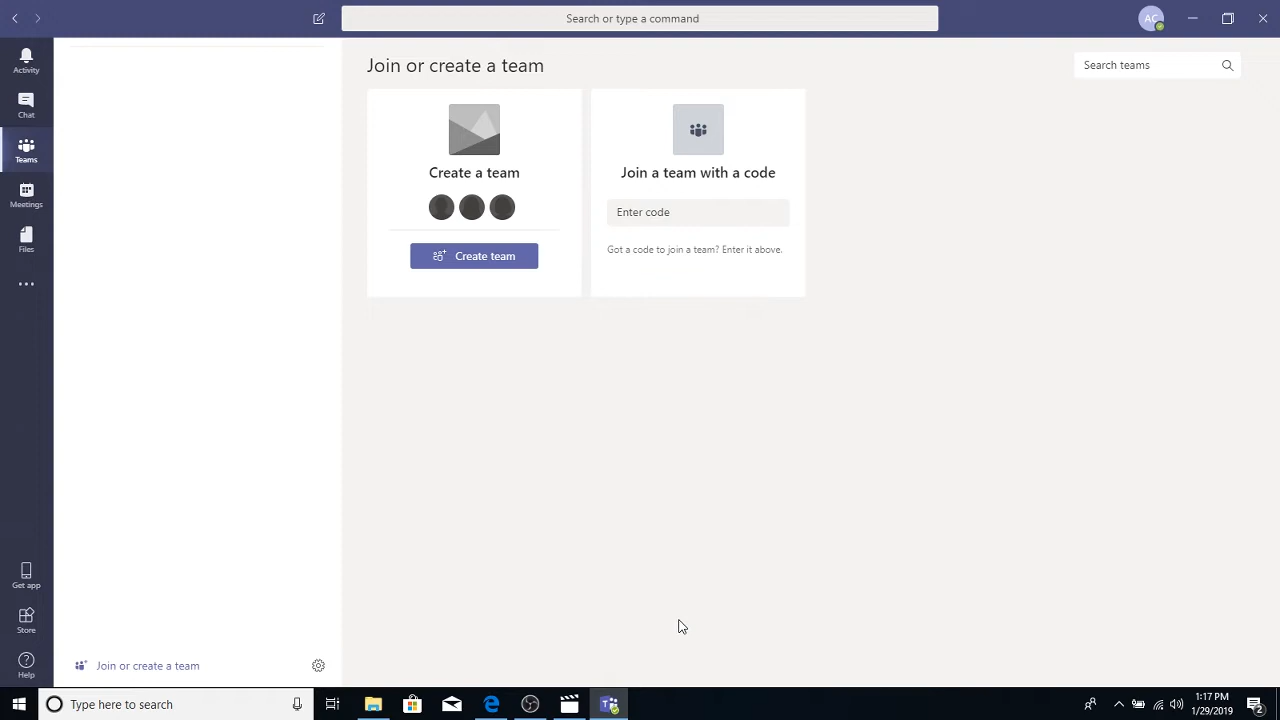 Search or type a command
AC
Activity
Chat
Teams
Meetings
Files
Get app
Store
Help
Join or create a team
Join or create a team
Search teams
Create a team
Create team
Join a team with a code
Enter code
Got a code to join a team? Enter it above.
Type here to search
1:17 PM
1/29/2019
2